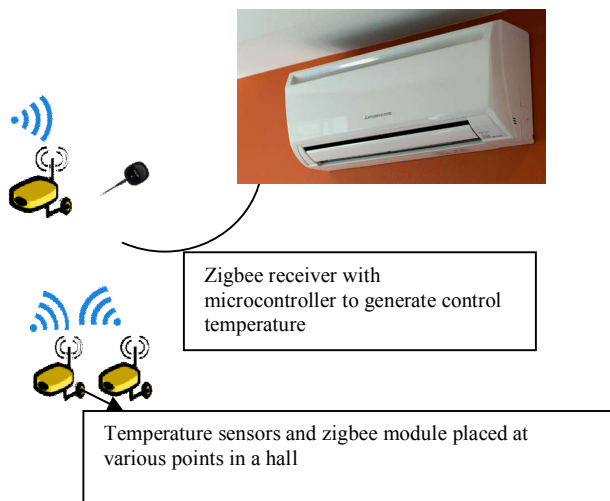 Zigbee receiver with
microcontroller to generate control
temperature
Temperature sensors and zigbee module placed at
various points in a hall